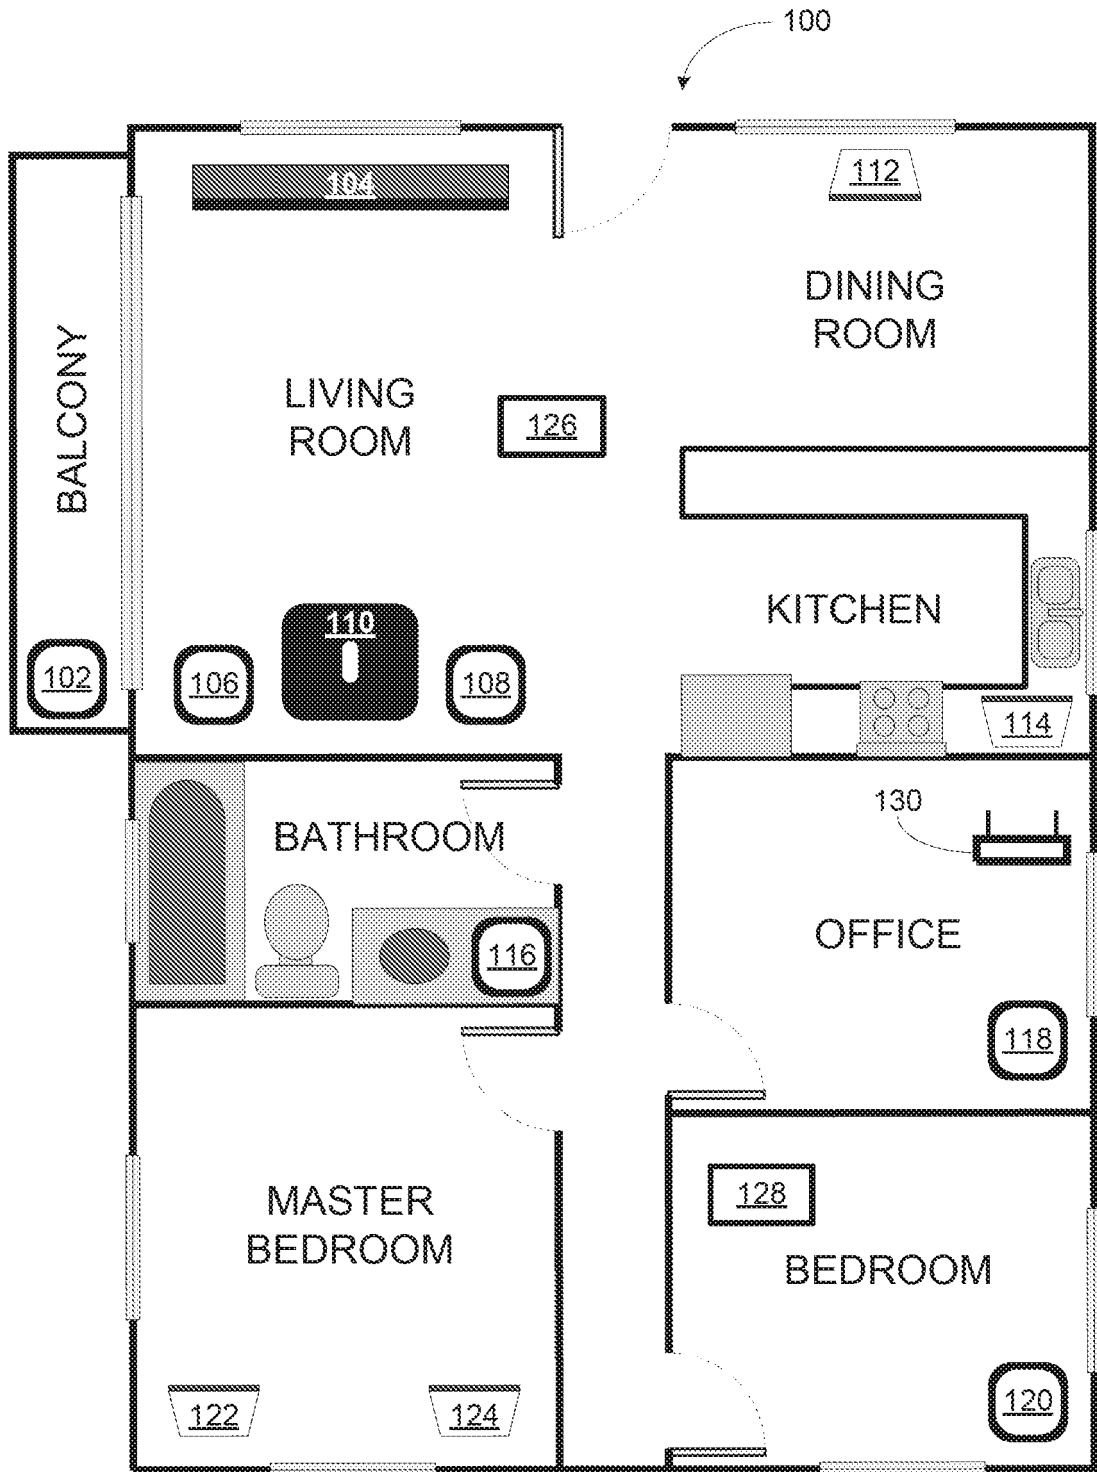 100
104
112
DINING
ROOM
LIVING
ROOM
126
BALCONY
KITCHEN
110
102
106
108
114
130
BATHROOM
OFFICE
116
118
128
MASTER
BEDROOM
BEDROOM
122
124
120